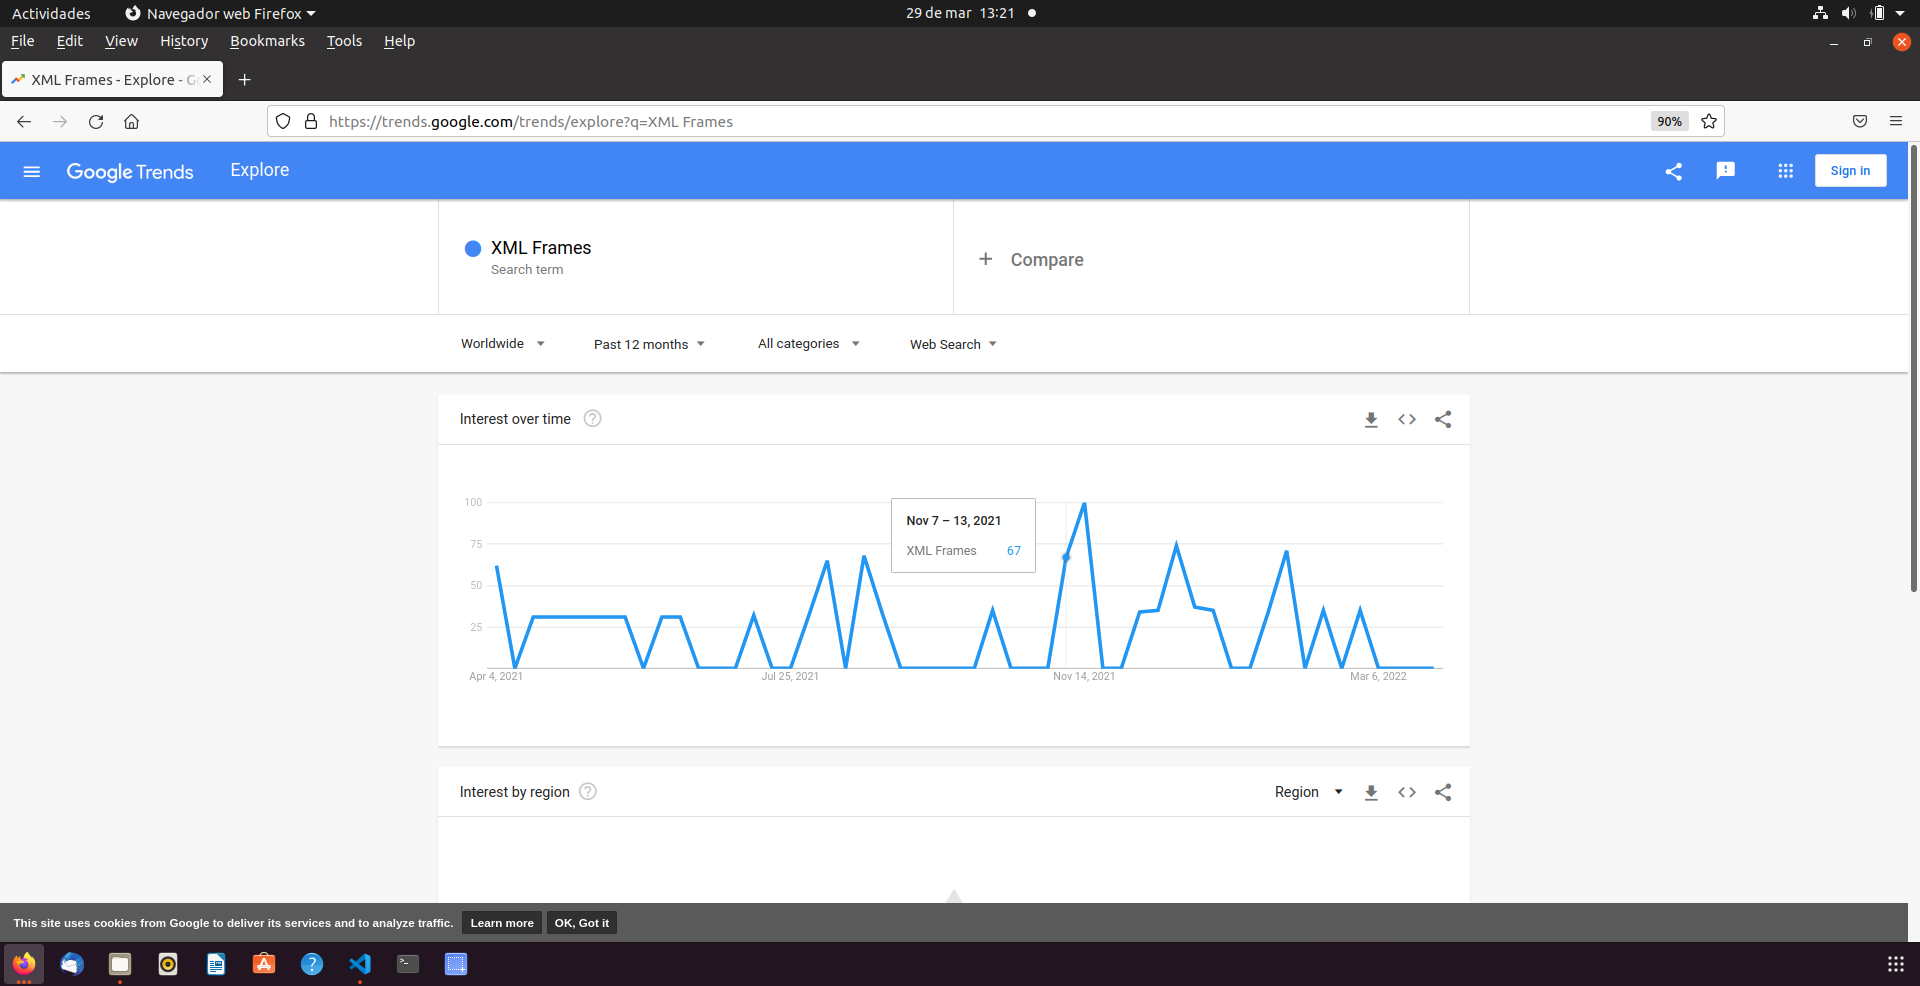 Actividades Navegador web Firefox 29 de mar 13:21
File Edit View History Bookmarks Tools Help
XML Frames - Explore - G
https://trends.google.com/trends/explore?q=XML Frames 90%
Google Trends Explore Sign in
XML Frames
Search term
+ Compare
Worldwide Past 12 months All categories Web Search
Interest over time
100
75
50
25
Nov 7 – 13, 2021
XML Frames 67
Apr 4, 2021 Jul 25, 2021 Nov 14, 2021 Mar 6, 2022
Interest by region Region
This site uses cookies from Google to deliver its services and to analyze traffic. Learn more OK, Got it